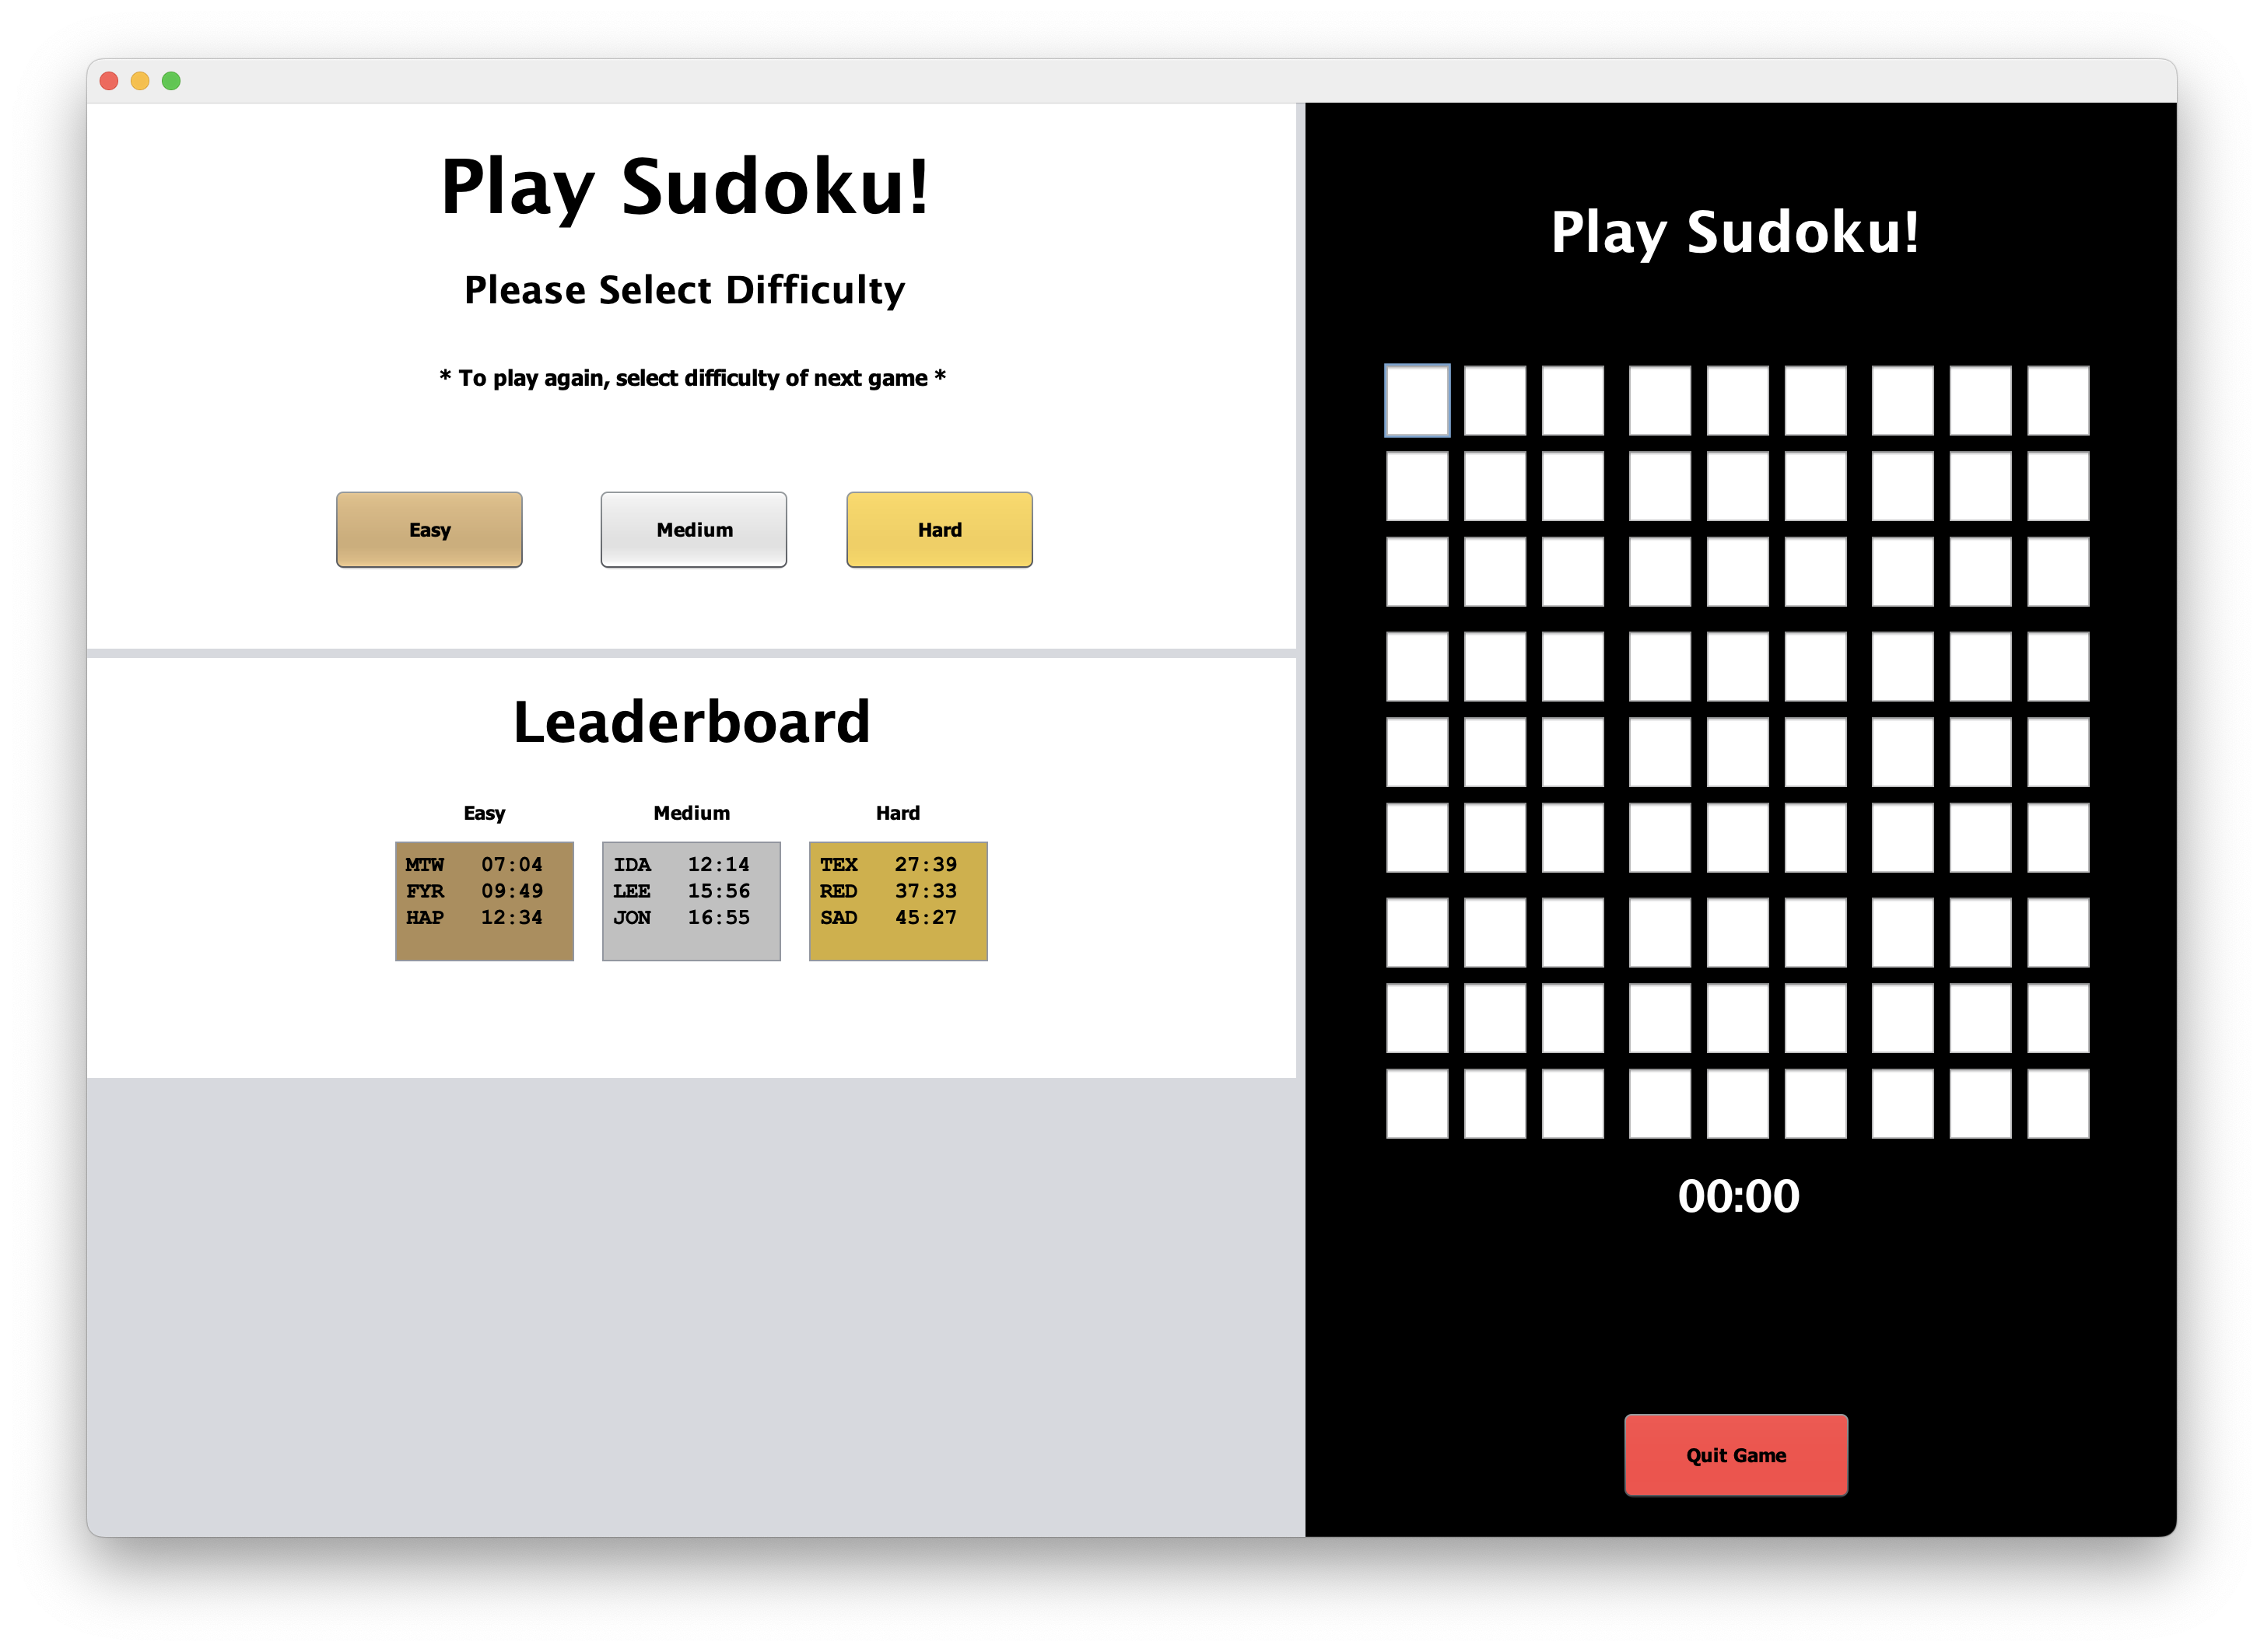 Play Sudoku!
Please Select Difficulty
* To play again, select difficulty of next game *
Easy Medium Hard
Leaderboard
Easy Medium Hard
MTW 07:04 IDA 12:14 TEX 27:39
FYR 09:49 LEE 15:56 RED 37:33
HAP 12:34 JON 16:55 SAD 45:27
Play Sudoku!
00:00
Quit Game